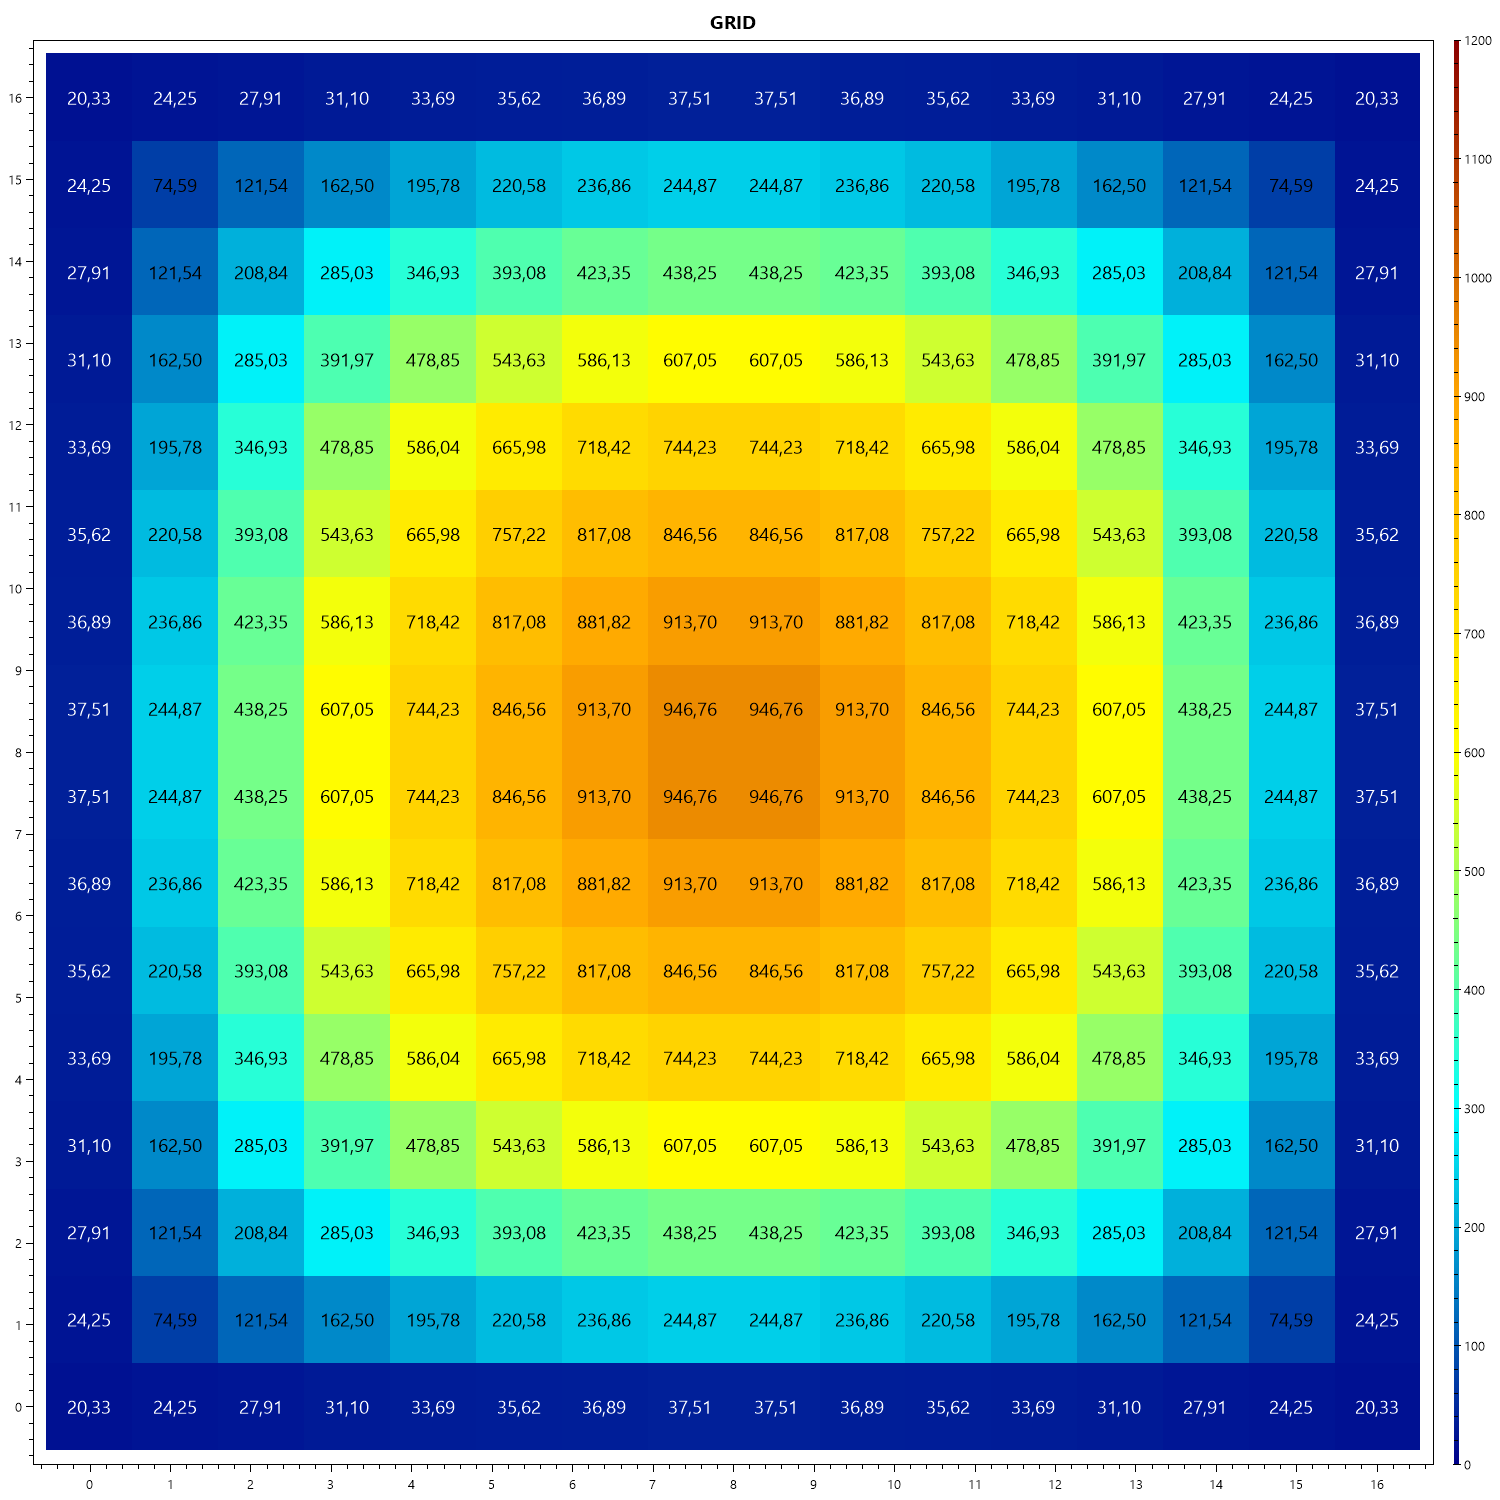 GRID
16 20,33 24,25 27,91 31,10 33,69 35,62 36,89 37,51 37,51 36,89 35,62 33,69 31,10 27,91 24,25 20,33
15 24,25 74,59 121,54 162,50 195,78 220,58 236,86 244,87 244,87 236,86 220,58 195,78 162,50 121,54 74,59 24,25
14 27,91 121,54 208,84 285,03 346,93 393,08 423,35 438,25 438,25 423,35 393,08 346,93 285,03 208,84 121,54 27,91
13 31,10 162,50 285,03 391,97 478,85 543,63 586,13 607,05 607,05 586,13 543,63 478,85 391,97 285,03 162,50 31,10
12 33,69 195,78 346,93 478,85 586,04 665,98 718,42 744,23 744,23 718,42 665,98 586,04 478,85 346,93 195,78 33,69
11 35,62 220,58 393,08 543,63 665,98 757,22 817,08 846,56 846,56 817,08 757,22 665,98 543,63 393,08 220,58 35,62
10 36,89 236,86 423,35 586,13 718,42 817,08 881,82 913,70 913,70 881,82 817,08 718,42 586,13 423,35 236,86 36,89
9 37,51 244,87 438,25 607,05 744,23 846,56 913,70 946,76 946,76 913,70 846,56 744,23 607,05 438,25 244,87 37,51
8
7 37,51 244,87 438,25 607,05 744,23 846,56 913,70 946,76 946,76 913,70 846,56 744,23 607,05 438,25 244,87 37,51
6 36,89 236,86 423,35 586,13 718,42 817,08 881,82 913,70 913,70 881,82 817,08 718,42 586,13 423,35 236,86 36,89
5 35,62 220,58 393,08 543,63 665,98 757,22 817,08 846,56 846,56 817,08 757,22 665,98 543,63 393,08 220,58 35,62
4 33,69 195,78 346,93 478,85 586,04 665,98 718,42 744,23 744,23 718,42 665,98 586,04 478,85 346,93 195,78 33,69
3 31,10 162,50 285,03 391,97 478,85 543,63 586,13 607,05 607,05 586,13 543,63 478,85 391,97 285,03 162,50 31,10
2 27,91 121,54 208,84 285,03 346,93 393,08 423,35 438,25 438,25 423,35 393,08 346,93 285,03 208,84 121,54 27,91
1 24,25 74,59 121,54 162,50 195,78 220,58 236,86 244,87 244,87 236,86 220,58 195,78 162,50 121,54 74,59 24,25
0 20,33 24,25 27,91 31,10 33,69 35,62 36,89 37,51 37,51 36,89 35,62 33,69 31,10 27,91 24,25 20,33
0 1 2 3 4 5 6 7 8 9 10 11 12 13 14 15 16
1200
1100
1000
900
800
700
600
500
400
300
200
100
0